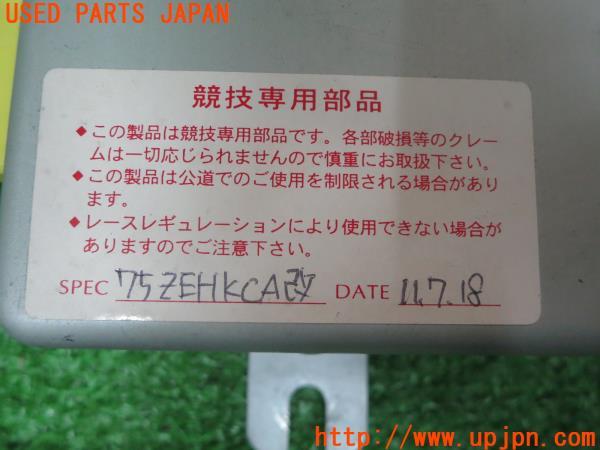 USED PARTS JAPAN
競技専用部品
◆この製品は競技専用部品です。各部破損等のクレー
ムは一切応じられませんので慎重にお取扱下さい。
◆この製品は公道でのご使用を制限される場合があり
ます。
◆レースレギュレーションにより使用できない場合が
ありますのでご注意下さい。
SPEC 75ZEHKCA改 DATE 11.7.18
http://www.upjpn.com